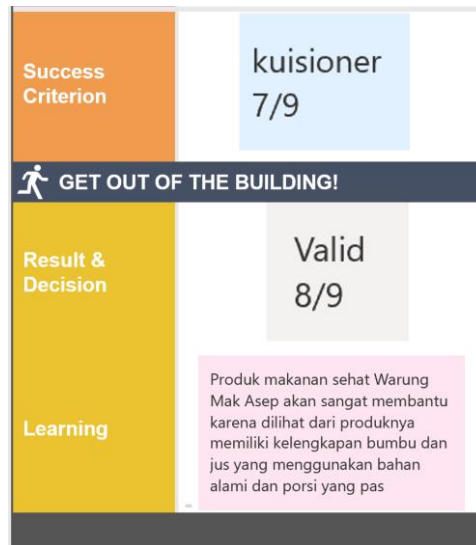 Success
Criterion
kuisioner
7/9
GET OUT OF THE BUILDING!
Result &
Decision
Valid
8/9
Learning
Produk makanan sehat Warung
Mak Asep akan sangat membantu
karena dilihat dari produknya
memiliki kelengkapan bumbu dan
jus yang menggunakan bahan
alami dan porsi yang pas